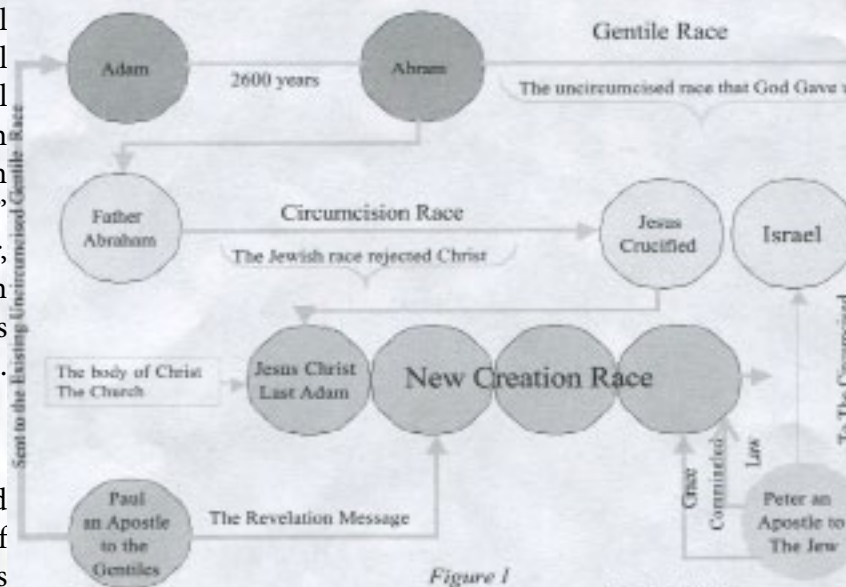 Gentile Race
Adam
2600 years
Abram
The uncircumcised race that God Gave
Father
Abraham
Circumcision Race
The Jewish race rejected Christ
Jesus
Crucified
Israel
The body of Christ
The Church
Jesus Christ
Last Adam
New Creation Race
Sent to the Existing Uncircumcised Gentile Race
To The Circumcised
Grace
Commingled
Law
Paul
an Apostle
to the
Gentiles
The Revelation Message
Peter an
Apostle to
The Jew
Figure 1